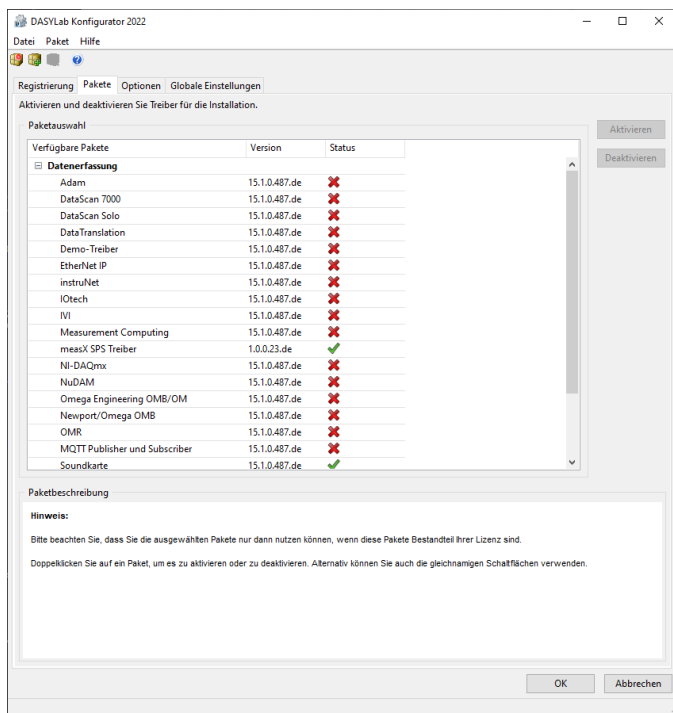 DASYLab Konfigurator 2022
Datei Paket Hilfe
Registrierung Pakete Optionen Globale Einstellungen
Aktivieren und deaktivieren Sie Treiber für die Installation.
Paketauswahl
Aktivieren
Verfügbare Pakete Version Status
Deaktivieren
Datenerfassung
Adam 15.1.0.487.de
DataScan 7000 15.1.0.487.de
DataScan Solo 15.1.0.487.de
DataTranslation 15.1.0.487.de
Demo-Treiber 15.1.0.487.de
EtherNet IP 15.1.0.487.de
instruNet 15.1.0.487.de
IOtech 15.1.0.487.de
IVI 15.1.0.487.de
Measurement Computing 15.1.0.487.de
measX SPS Treiber 1.0.0.23.de
NI-DAQmx 15.1.0.487.de
NuDAM 15.1.0.487.de
Omega Engineering OMB/OM 15.1.0.487.de
Newport/Omega OMB 15.1.0.487.de
OMR 15.1.0.487.de
MQTT Publisher und Subscriber 15.1.0.487.de
Soundkarte 15.1.0.487.de
Paketbeschreibung
Hinweis:
Bitte beachten Sie, dass Sie die ausgewählten Pakete nur dann nutzen können, wenn diese Pakete Bestandteil Ihrer Lizenz sind.
Doppelklicken Sie auf ein Paket, um es zu aktivieren oder zu deaktivieren. Alternativ können Sie auch die gleichnamigen Schaltflächen verwenden.
OK Abbrechen